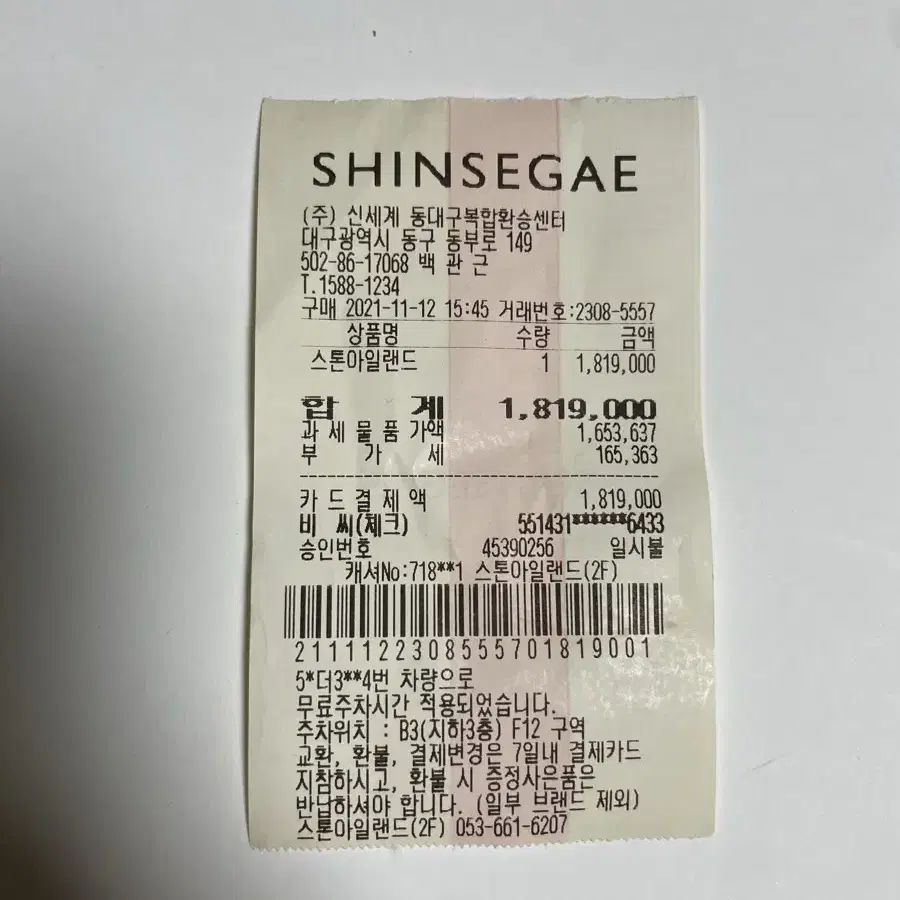 SHINSEGAE
(주) 신세계 동대구복합환승센터
대구광역시 동구 동부로 149
502-86-17068 백 관 근
T.1588-1234
구매 2021-11-12 15:45 거래번호:2308-5557
상품명 수량 금액
스톤아일랜드 1 1,819,000
합 계 1,819,000
과 세 물 품 가액 1,653,637
부 가 세 165,363
카 드 결 제 액 1,819,000
비 씨(체크) 551431******6433
승인번호 45390256 일시불
캐셔No:718**1 스톤아일랜드(2F)
2111122308555701819001
5*더3**4번 차량으로
무료주차시간 적용되었습니다.
주차위치 : B3(지하3층) F12 구역
교환, 환불, 결제변경은 7일내 결제카드
지참하시고, 환불 시 증정사은품은
반납하셔야 합니다. (일부 브랜드 제외)
스톤아일랜드(2F) 053-661-6207